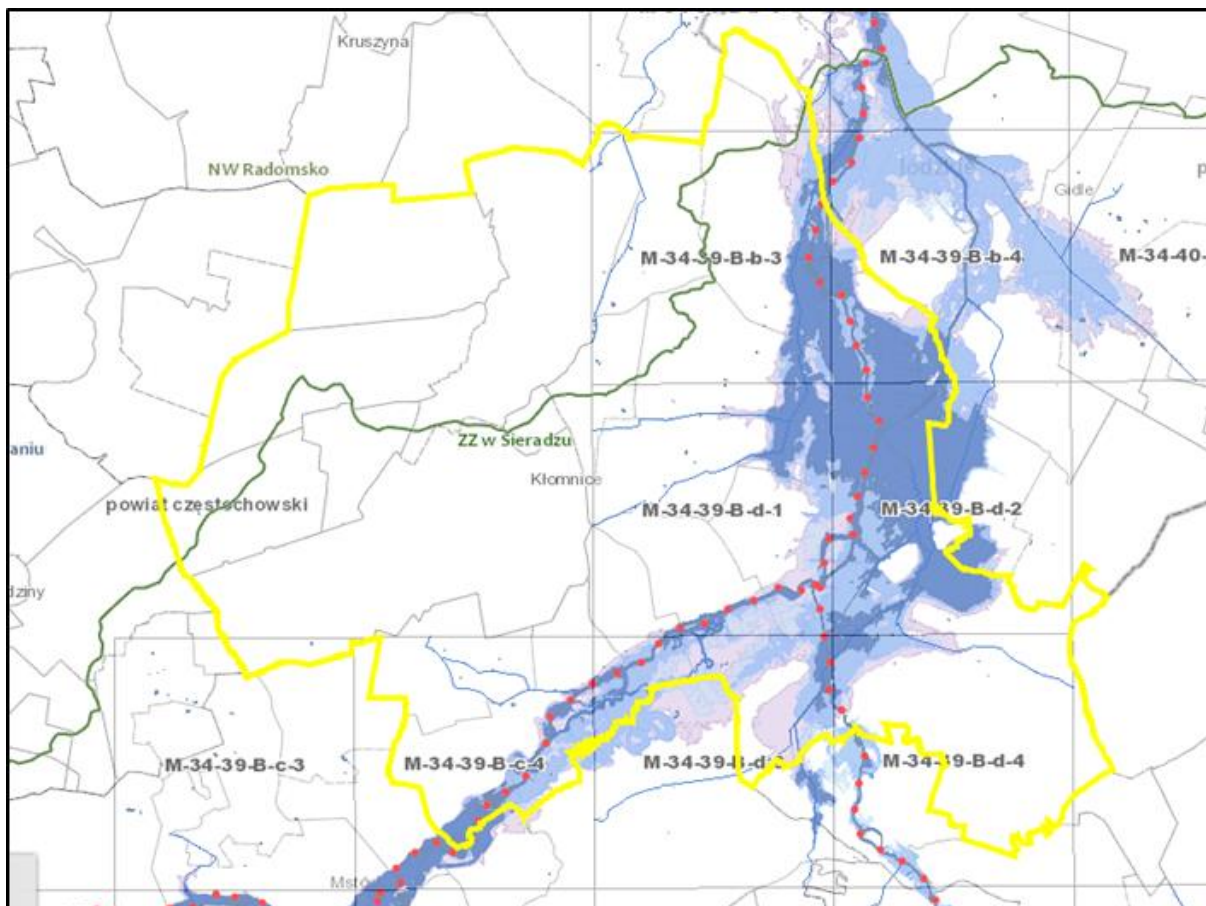 Kruszyna
NW Radomsko
Gidle
M-34-39-B-b-3
M-34-39-B-b-4
M-34-40-
ZZ w Sieradzu
aniu
Kłomnice
powiat częstochowski
M-34-39-B-d-1
M-34-39-B-d-2
dziny
M-34-39-B-c-3
M-34-39-B-c-4
M-34-39-B-d-3
M-34-39-B-d-4